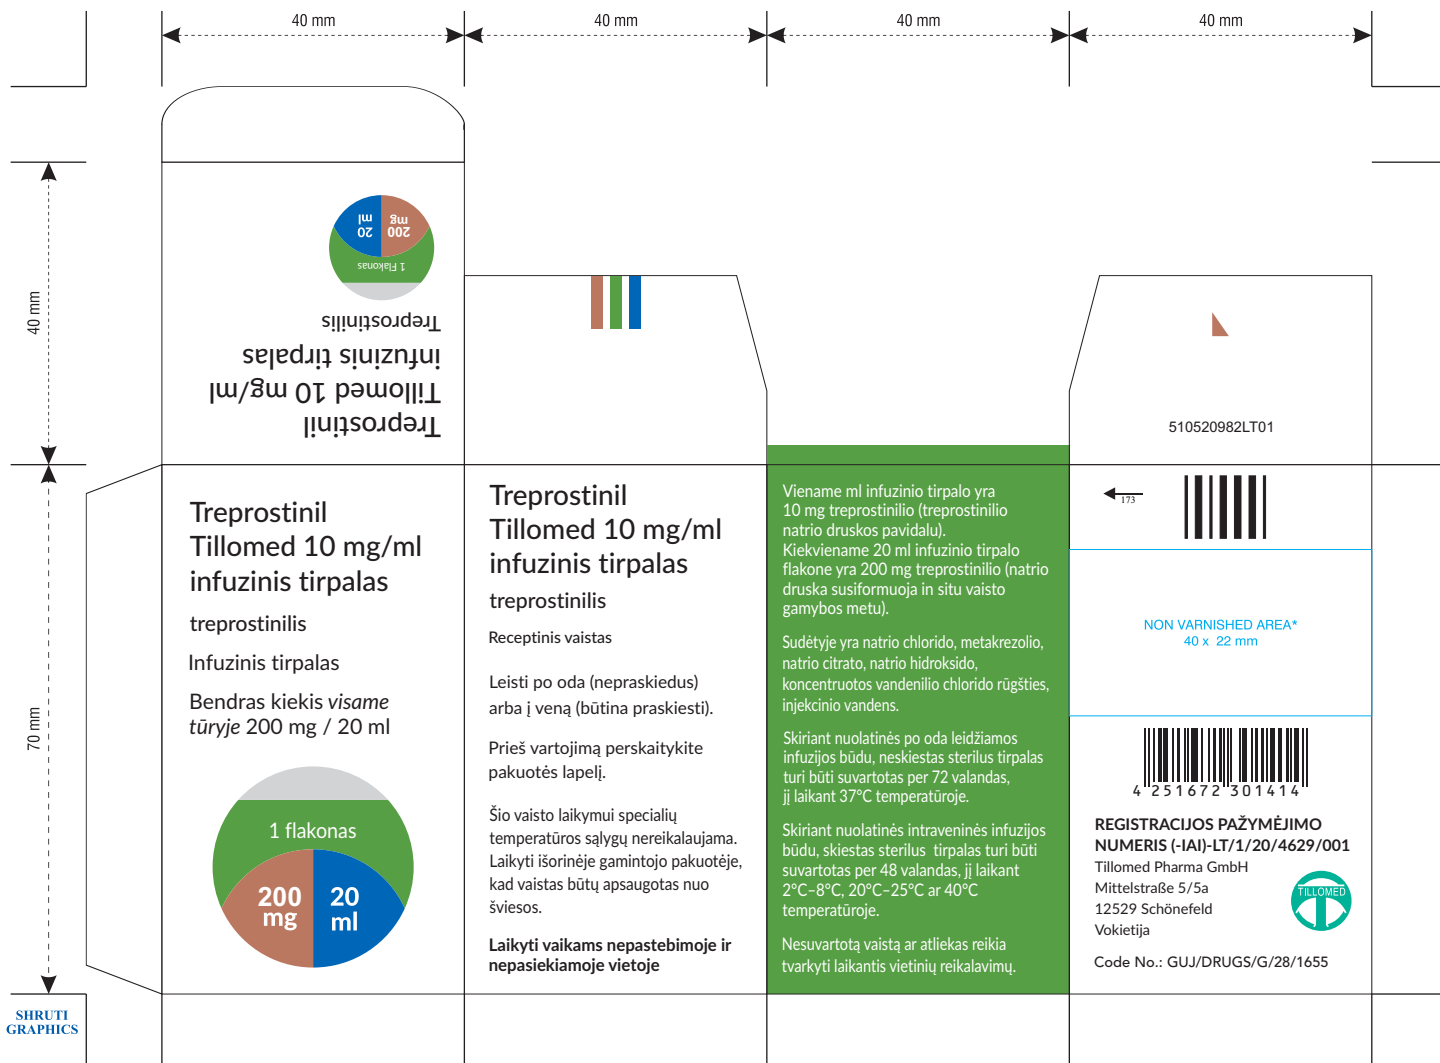 40 mm
40 mm
40 mm
40 mm
40 mm
70 mm
Treprostinil
Tillomed 10 mg/ml
infuzinis tirpalas
Treprostinilis
1 Flakonas
200
mg
20
ml
510520982LT01
Treprostinil
Tillomed 10 mg/ml
infuzinis tirpalas
treprostinilis
Infuzinis tirpalas
Bendras kiekis visame
tūryje 200 mg / 20 ml
1 flakonas
200
mg
20
ml
Treprostinil
Tillomed 10 mg/ml
infuzinis tirpalas
treprostinilis
Receptinis vaistas
Leisti po oda (nepraskiedus)
arba į veną (būtina praskiesti).
Prieš vartojimą perskaitykite
pakuotės lapelį.
Šio vaisto laikymui specialių
temperatūros sąlygų nereikalaujama.
Laikyti išorinėje gamintojo pakuotėje,
kad vaistas būtų apsaugotas nuo
šviesos.
Laikyti vaikams nepastebimoje ir
nepasiekiamoje vietoje
Viename ml infuzinio tirpalo yra
10 mg treprostinilio (treprostinilio
natrio druskos pavidalu).
Kiekviename 20 ml infuzinio tirpalo
flakone yra 200 mg treprostinilio (natrio
druska susiformuoja in situ vaisto
gamybos metu).
Sudėtyje yra natrio chlorido, metakrezolio,
natrio citrato, natrio hidroksido,
koncentruotos vandenilio chlorido rūgšties,
injekcinio vandens.
Skiriant nuolatinės po oda leidžiamos
infuzijos būdu, neskiestas sterilus tirpalas
turi būti suvartotas per 72 valandas,
jį laikant 37°C temperatūroje.
Skiriant nuolatinės intraveninės infuzijos
būdu, skiestas sterilus tirpalas turi būti
suvartotas per 48 valandas, jį laikant
2°C–8°C, 20°C–25°C ar 40°C
temperatūroje.
Nesuvartotą vaistą ar atliekas reikia
tvarkyti laikantis vietinių reikalavimų.
173
NON VARNISHED AREA*
40 x 22 mm
4 251672 301414
REGISTRACIJOS PAŽYMĖJIMO
NUMERIS (-IAI)-LT/1/20/4629/001
Tillomed Pharma GmbH
Mittelstraße 5/5a
12529 Schönefeld
Vokietija
TILLOMED
Code No.: GUJ/DRUGS/G/28/1655
SHRUTI
GRAPHICS